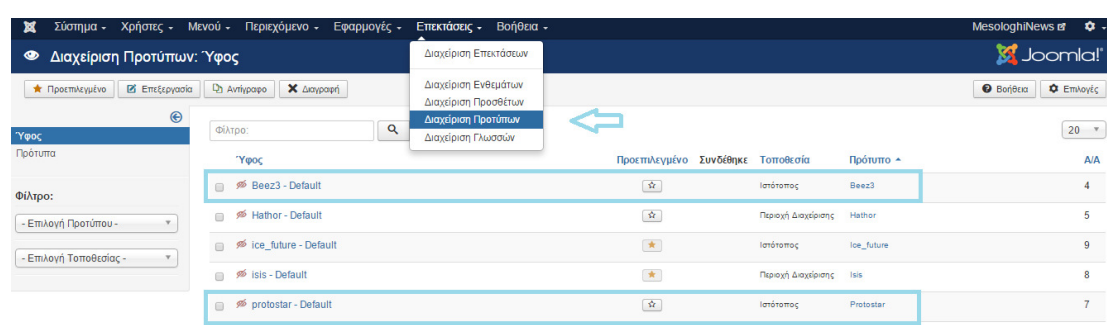 Σύστημα Χρήστες Μενού Περιεχόμενο Εφαρμογές Επεκτάσεις Βοήθεια MesologhiNews
Διαχείριση Προτύπων: Ύφος
Joomla!
Διαχείριση Επεκτάσεων
Διαχείριση Ενθεμάτων
Διαχείριση Προσθέτων
Διαχείριση Προτύπων
Διαχείριση Γλωσσών
Προεπιλεγμένο Επεξεργασία Αντίγραφο Διαγραφή Βοήθεια Επιλογές
Ύφος
Πρότυπα
Φίλτρο:
- Επιλογή Προτύπου -
- Επιλογή Τοποθεσίας -
Φίλτρο: 20
Ύφος Προεπιλεγμένο Συνδέθηκε Τοποθεσία Πρότυπο Α/Α
Beez3 - Default Ιστότοπος Beez3 4
Hathor - Default Περιοχή Διαχείρισης Hathor 5
ice_future - Default Ιστότοπος Ice_future 9
isis - Default Περιοχή Διαχείρισης Isis 8
protostar - Default Ιστότοπος Protostar 7